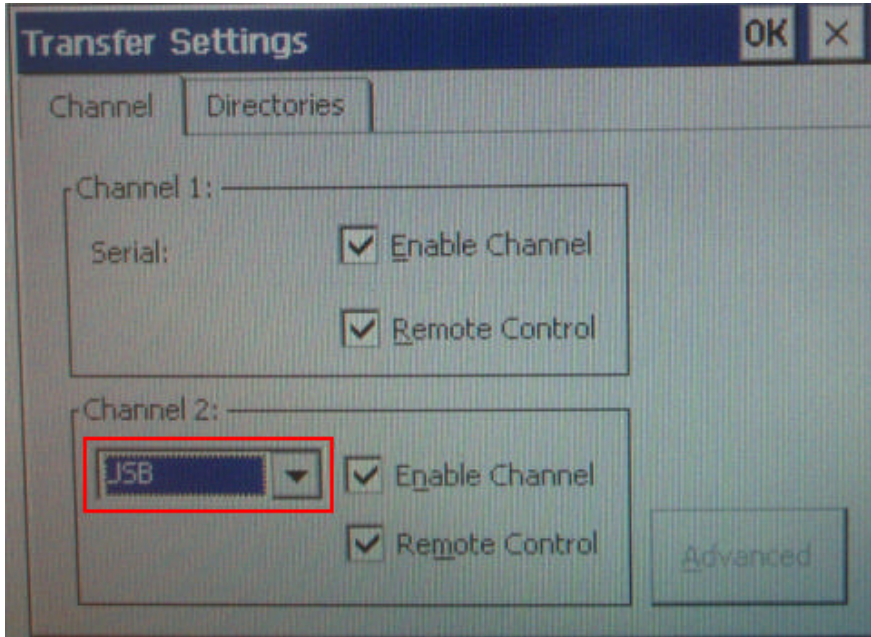 Transfer Settings OK ×
Channel Directories
Channel 1:
Serial: Enable Channel
Remote Control
Channel 2:
JSB Enable Channel
Remote Control
Advanced